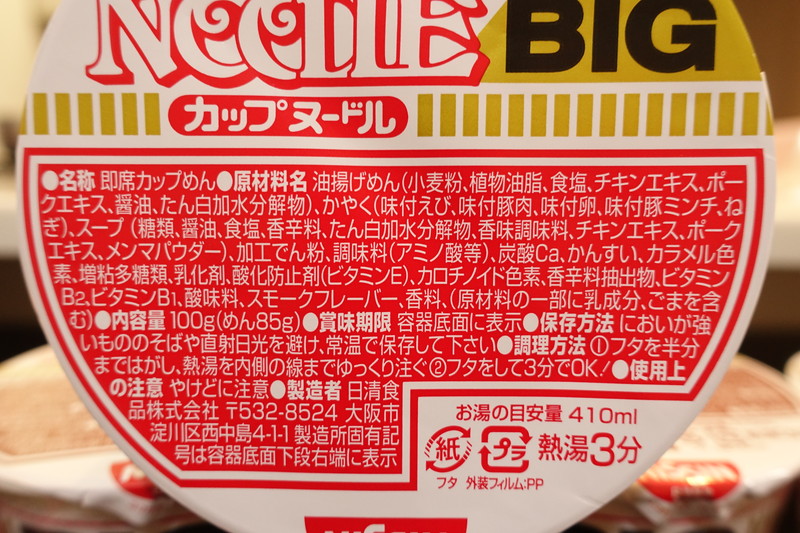 NOODLE BIG
カップヌードル
●名称 即席カップめん●原材料名 油揚げめん(小麦粉、植物油脂、食塩、チキンエキス、ポー
クエキス、醤油、たん白加水分解物)、かやく(味付えび、味付豚肉、味付卵、味付豚ミンチ、ね
ぎ)、スープ(糖類、醤油、食塩、香辛料、たん白加水分解物、香味調味料、チキンエキス、ポーク
エキス、メンマパウダー)、加工でん粉、調味料(アミノ酸等)、炭酸Ca、かんすい、カラメル色
素、増粘多糖類、乳化剤、酸化防止剤(ビタミンE)、カロチノイド色素、香辛料抽出物、ビタミン
B2、ビタミンB1、酸味料、スモークフレーバー、香料、(原材料の一部に乳成分、ごまを含
む)●内容量 100g(めん85g)●賞味期限 容器底面に表示●保存方法 においが強
いもののそばや直射日光を避け、常温で保存して下さい●調理方法 ①フタを半分
まではがし、熱湯を内側の線までゆっくり注ぐ②フタをして3分でOK!●使用上
の注意 やけどに注意●製造者 日清食
品株式会社 〒532-8524 大阪市
淀川区西中島4-1-1 製造所固有記
号は容器底面下段右端に表示
お湯の目安量 410ml
紙 プラ 熱湯3分
フタ 外装フィルム:PP
NISSIN